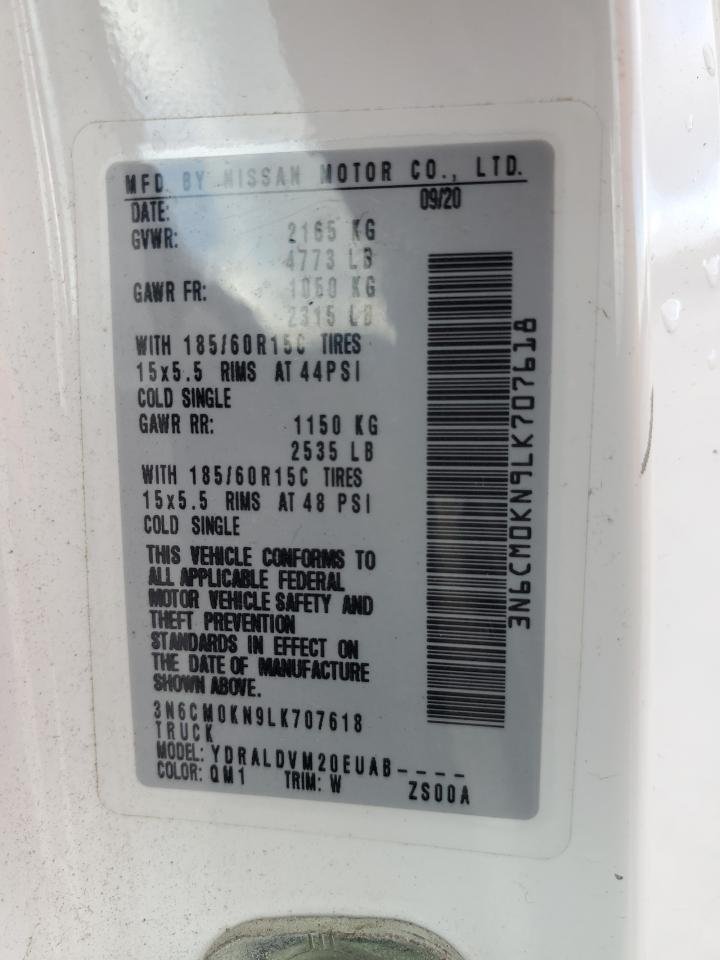 MFD BY NISSAN MOTOR CO., LTD.
DATE: 09/20
GVWR: 2165 KG
4773 LB
GAWR FR: 1050 KG
2315 LB
WITH 185/60R15C TIRES
15x5.5 RIMS AT 44PSI
COLD SINGLE
GAWR RR: 1150 KG
2535 LB
WITH 185/60R15C TIRES
15x5.5 RIMS AT 48 PSI
COLD SINGLE
THIS VEHICLE CONFORMS TO
ALL APPLICABLE FEDERAL
MOTOR VEHICLE SAFETY AND
THEFT PREVENTION
STANDARDS IN EFFECT ON
THE DATE OF MANUFACTURE
SHOWN ABOVE.
3N6CM0KN9LK707618
TRUCK
MODEL: YDRALDVM20EUAB----
COLOR: QM1 TRIM: W ZS00A
3N6CM0KN9LK707618